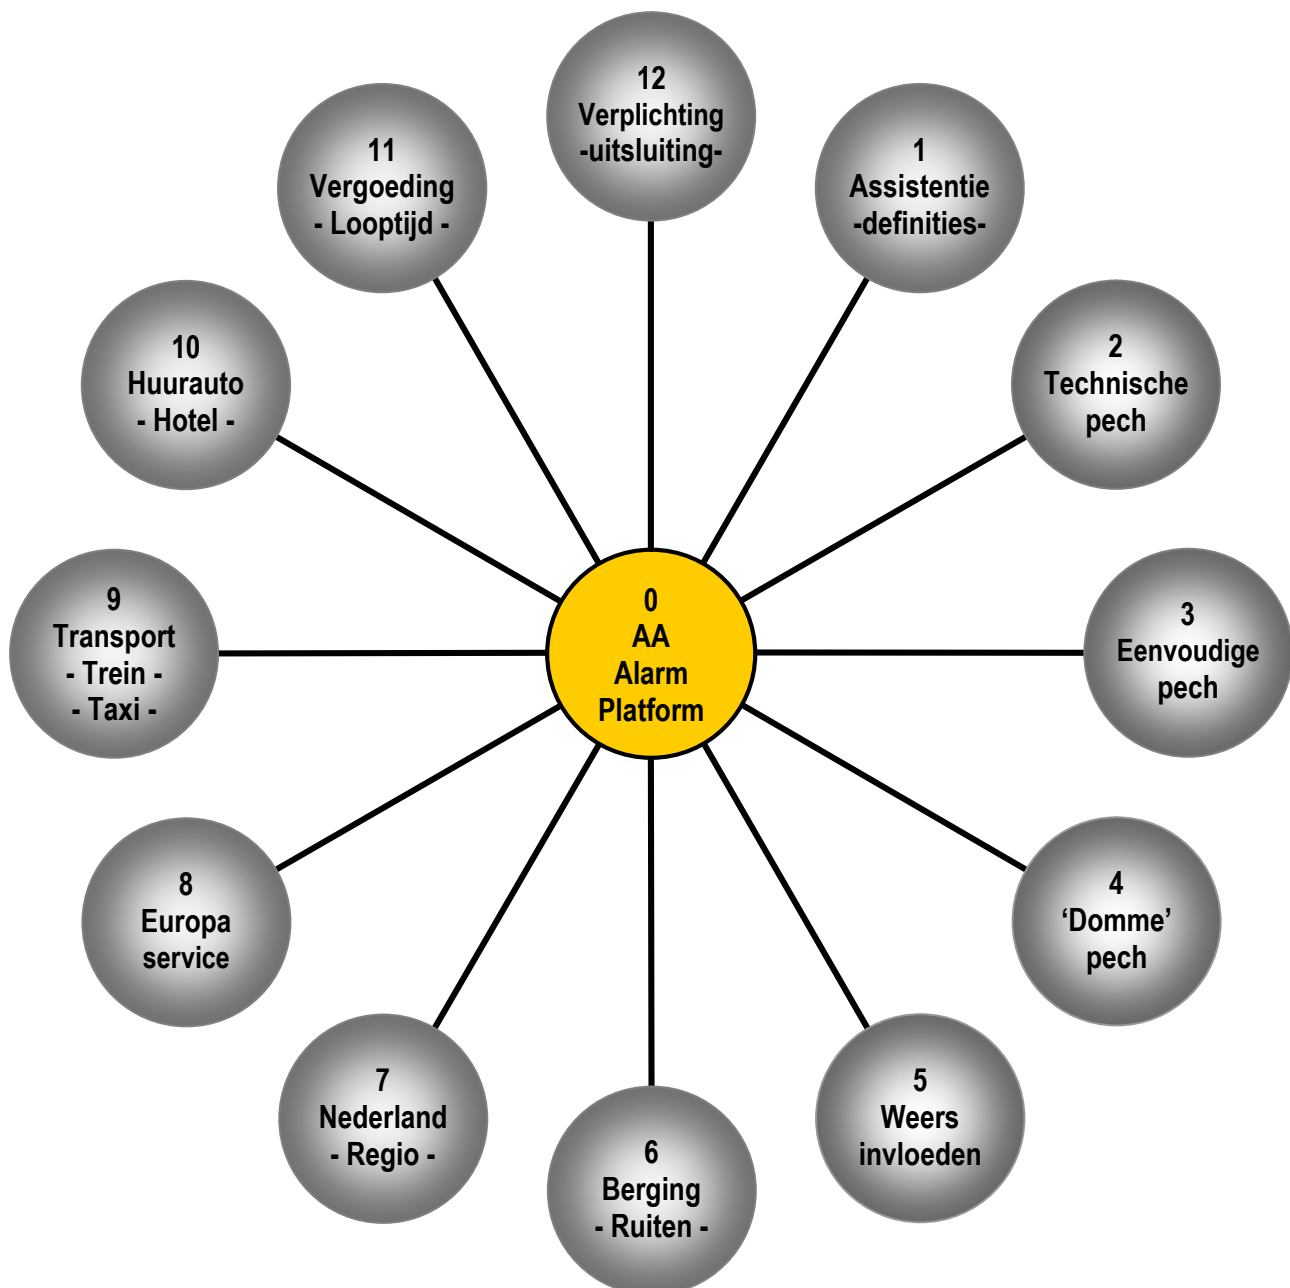 12
Verplichting
-uitsluiting-
1
Assistentie
-definities-
2
Technische
pech
3
Eenvoudige
pech
4
‘Domme’
pech
5
Weers
invloeden
6
Berging
- Ruiten -
7
Nederland
- Regio -
8
Europa
service
9
Transport
- Trein -
- Taxi -
10
Huurauto
- Hotel -
11
Vergoeding
- Looptijd -
0
AA
Alarm
Platform